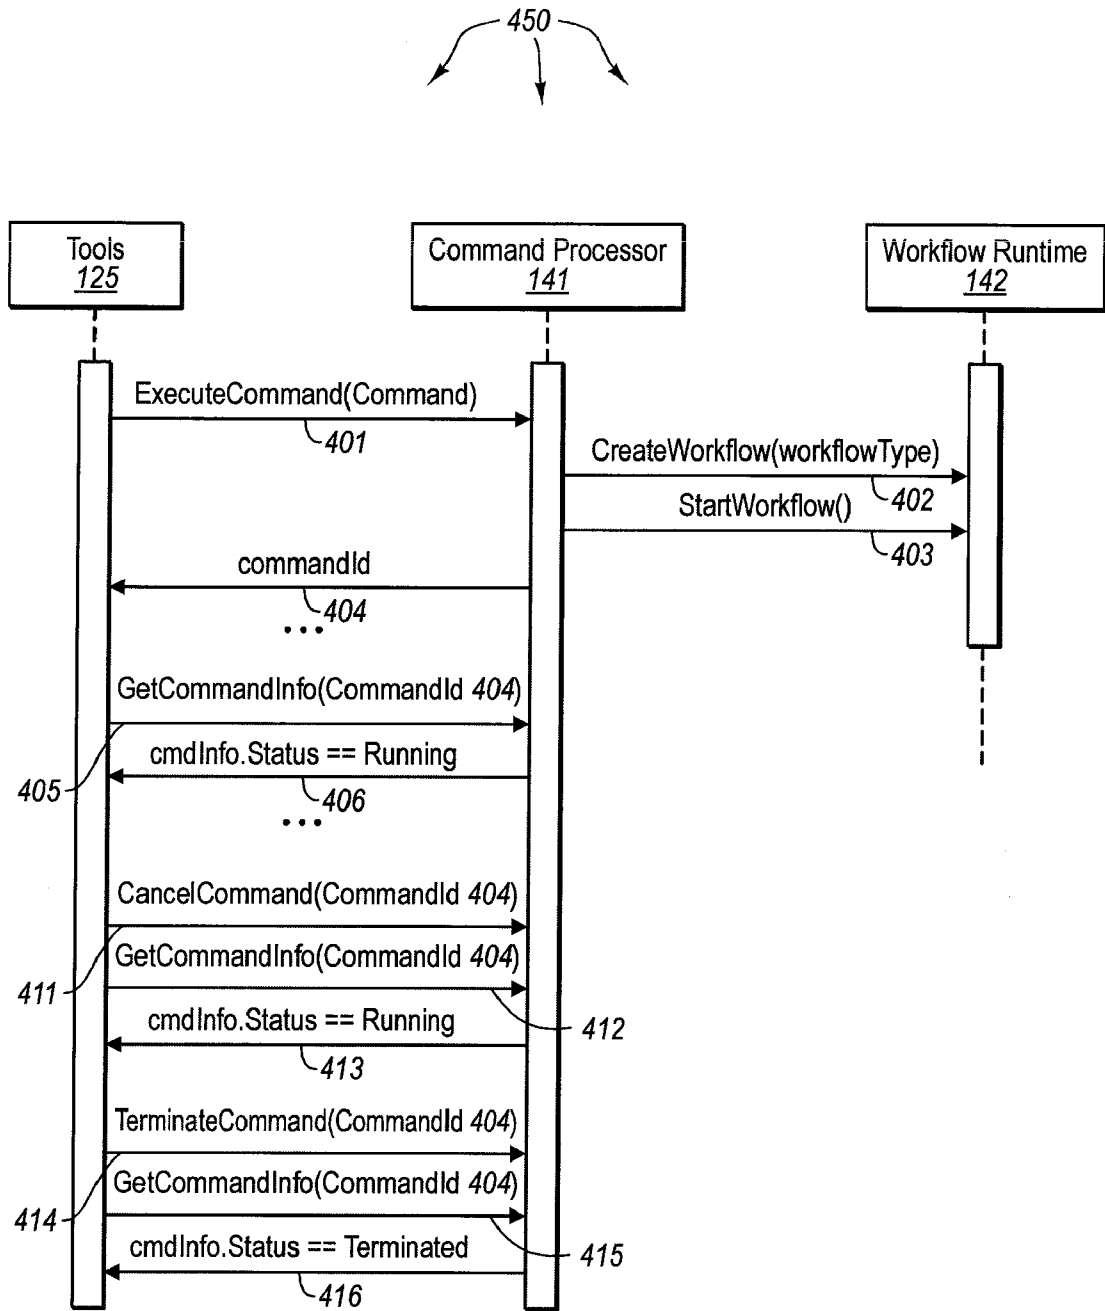 450
Tools
125
Command Processor
141
Workflow Runtime
142
ExecuteCommand(Command)
401
CreateWorkflow(workflowType)
402
StartWorkflow()
403
commandId
404
...
GetCommandInfo(CommandId 404)
405
cmdInfo.Status == Running
406
...
CancelCommand(CommandId 404)
411
GetCommandInfo(CommandId 404)
412
cmdInfo.Status == Running
413
TerminateCommand(CommandId 404)
414
GetCommandInfo(CommandId 404)
415
cmdInfo.Status == Terminated
416